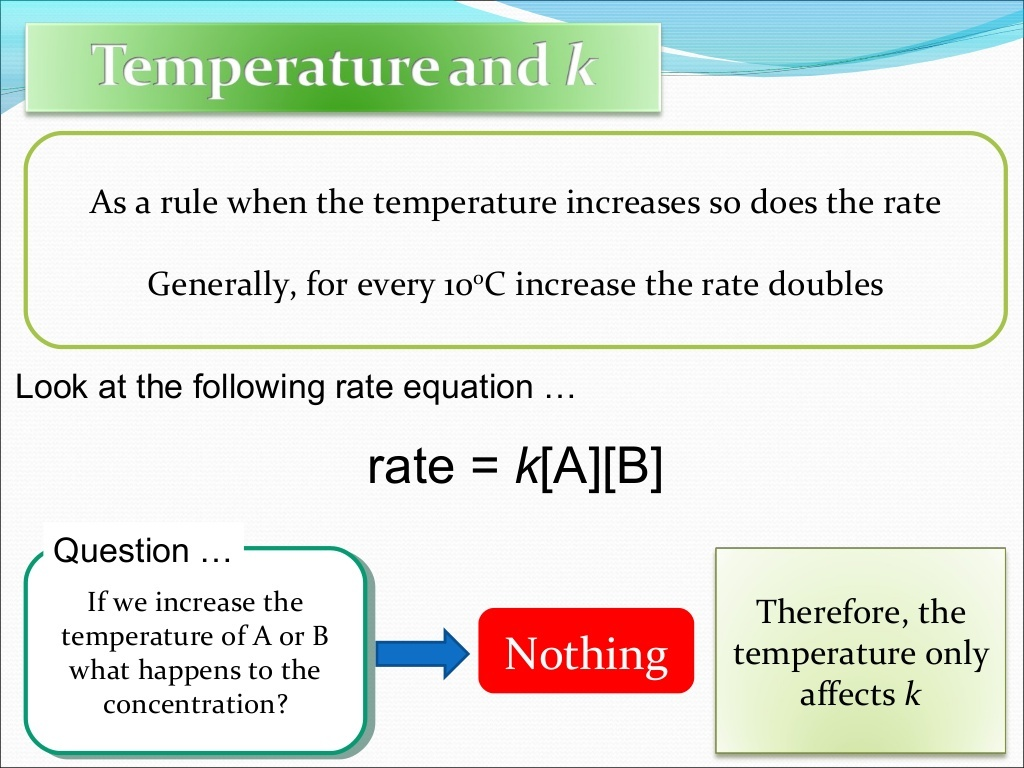 Temperature and k
As a rule when the temperature increases so does the rate
Generally, for every 10ºC increase the rate doubles
Look at the following rate equation …
rate = k[A][B]
Question …
If we increase the
temperature of A or B
what happens to the
concentration?
Nothing
Therefore, the
temperature only
affects k